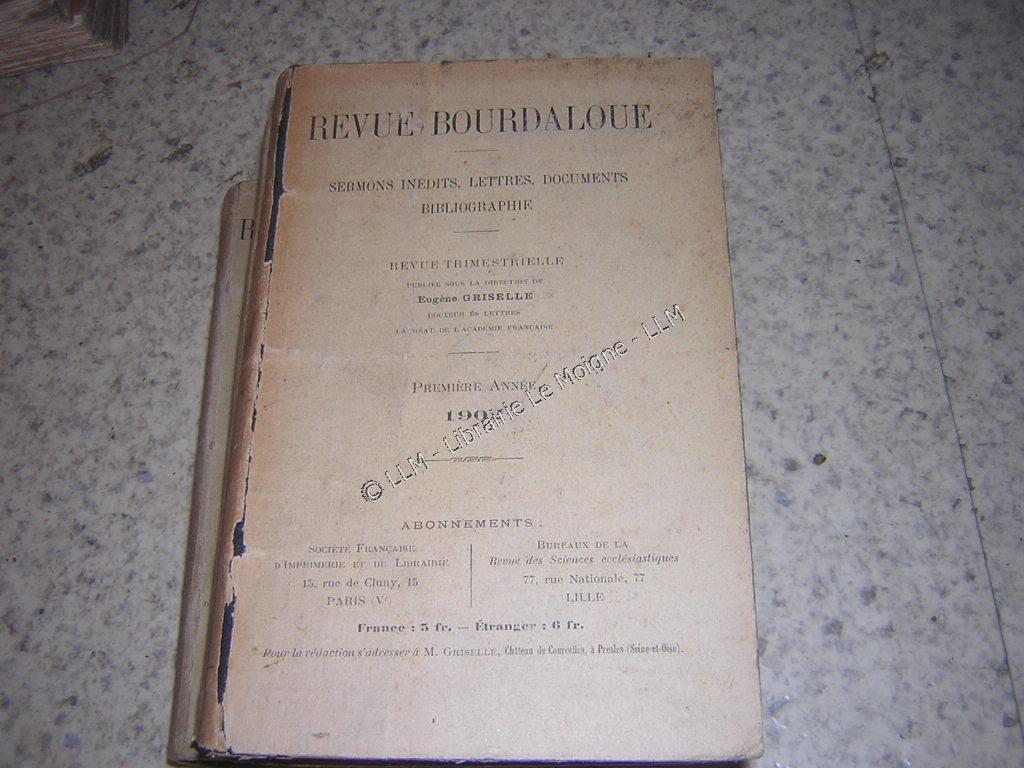 REVUE BOURDALOUE
SERMONS INÉDITS, LETTRES, DOCUMENTS
BIBLIOGRAPHIE
REVUE TRIMESTRIELLE
PUBLIÉE SOUS LA DIRECTION DE
Eugène GRISELLE
DOCTEUR ÈS LETTRES
LAURÉAT DE L'ACADÉMIE FRANÇAISE
PREMIÈRE ANNÉE
© LLM - Librairie Le Moigne - LLM
ABONNEMENTS :
SOCIÉTÉ FRANÇAISE
D'IMPRIMERIE ET DE LIBRAIRIE
15, rue de Cluny, 15
PARIS (Ve)
BUREAUX DE LA
Revue des Sciences ecclésiastiques
77, rue Nationale, 77
LILLE
France : 5 fr. — Étranger : 6 fr.
Pour la rédaction s'adresser à M. GRISELLE, Château de Courcelles, à Presles (Seine-et-Oise).
R